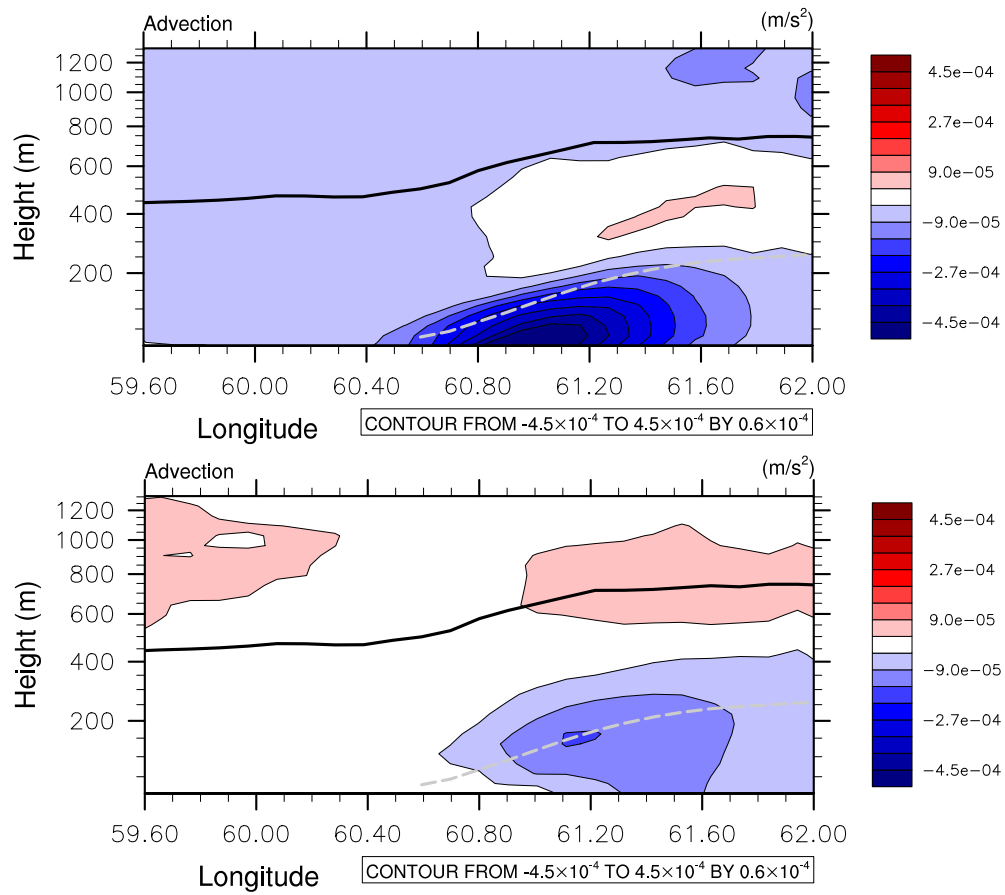 Advection (m/s²)
1200
1000
800
600
400
200
Height (m)
59.60 60.00 60.40 60.80 61.20 61.60 62.00
Longitude
CONTOUR FROM -4.5×10⁻⁴ TO 4.5×10⁻⁴ BY 0.6×10⁻⁴
4.5e−04
2.7e−04
9.0e−05
−9.0e−05
−2.7e−04
−4.5e−04
Advection (m/s²)
1200
1000
800
600
400
200
Height (m)
59.60 60.00 60.40 60.80 61.20 61.60 62.00
Longitude
CONTOUR FROM -4.5×10⁻⁴ TO 4.5×10⁻⁴ BY 0.6×10⁻⁴
4.5e−04
2.7e−04
9.0e−05
−9.0e−05
−2.7e−04
−4.5e−04